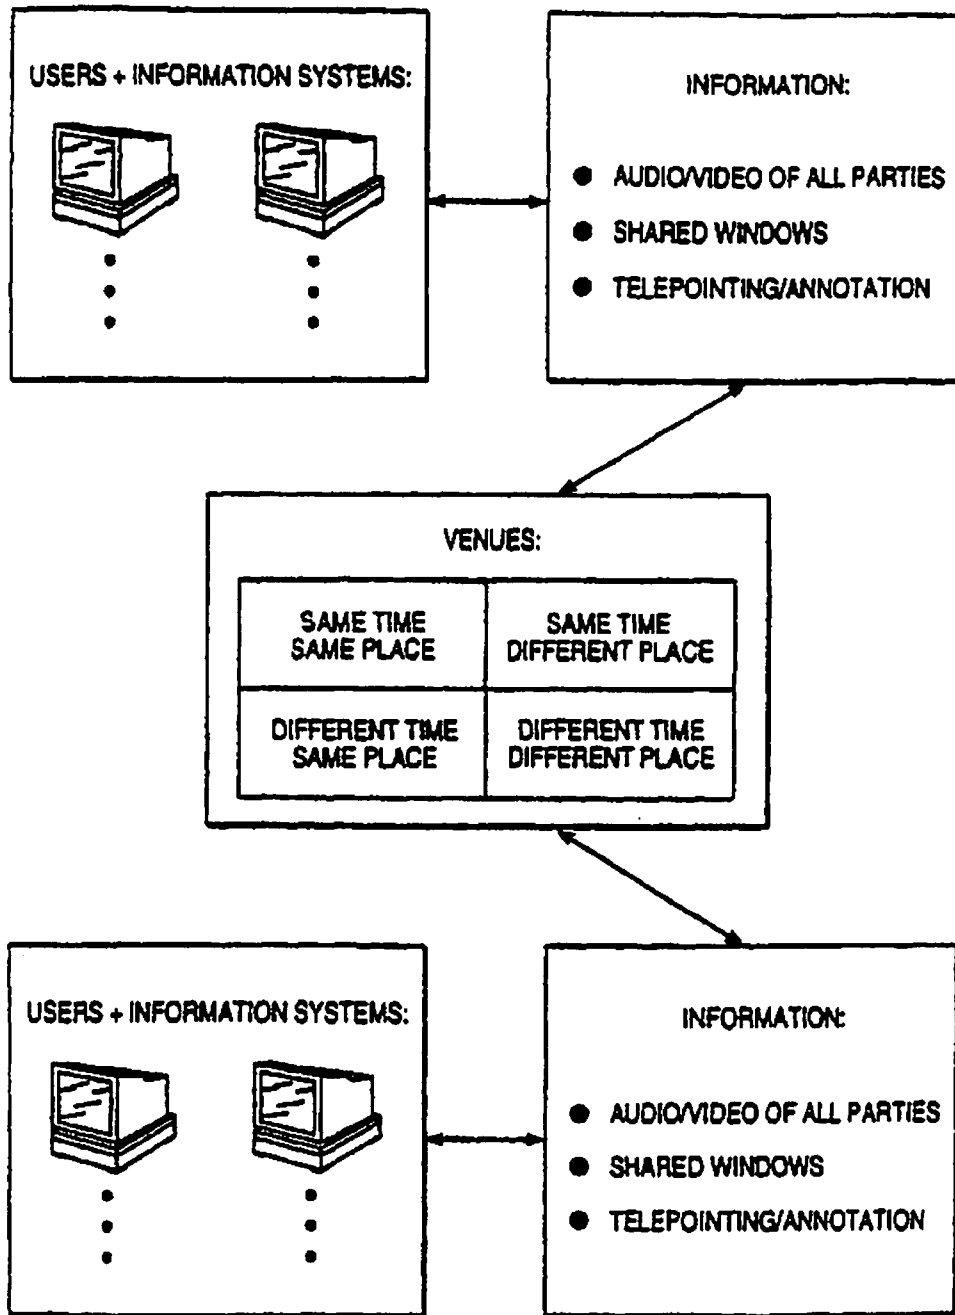 USERS + INFORMATION SYSTEMS:
INFORMATION:
● AUDIO/VIDEO OF ALL PARTIES
● SHARED WINDOWS
● TELEPOINTING/ANNOTATION
VENUES:
SAME TIME
SAME PLACE
SAME TIME
DIFFERENT PLACE
DIFFERENT TIME
SAME PLACE
DIFFERENT TIME
DIFFERENT PLACE
USERS + INFORMATION SYSTEMS:
INFORMATION:
● AUDIO/VIDEO OF ALL PARTIES
● SHARED WINDOWS
● TELEPOINTING/ANNOTATION